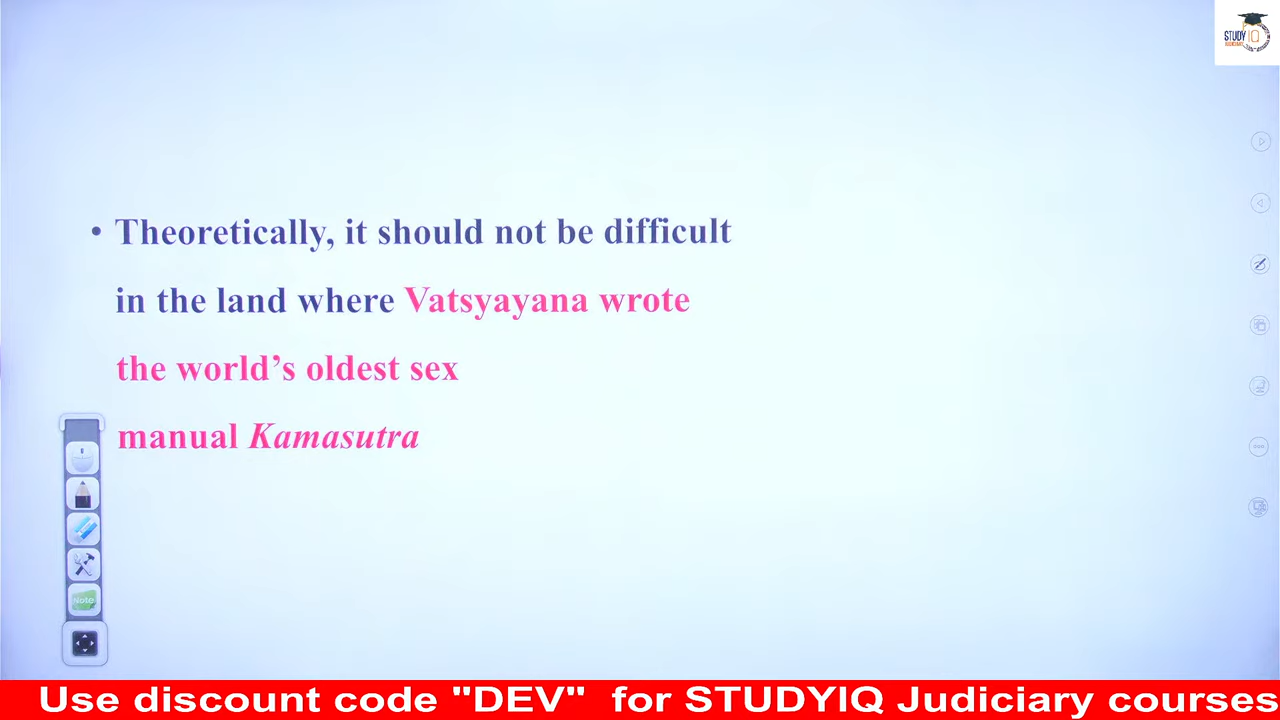 STUDY IQ
JUDICIARY
• Theoretically, it should not be difficult
in the land where Vatsyayana wrote
the world’s oldest sex
manual Kamasutra
Note
Use discount code "DEV" for STUDYIQ Judiciary courses